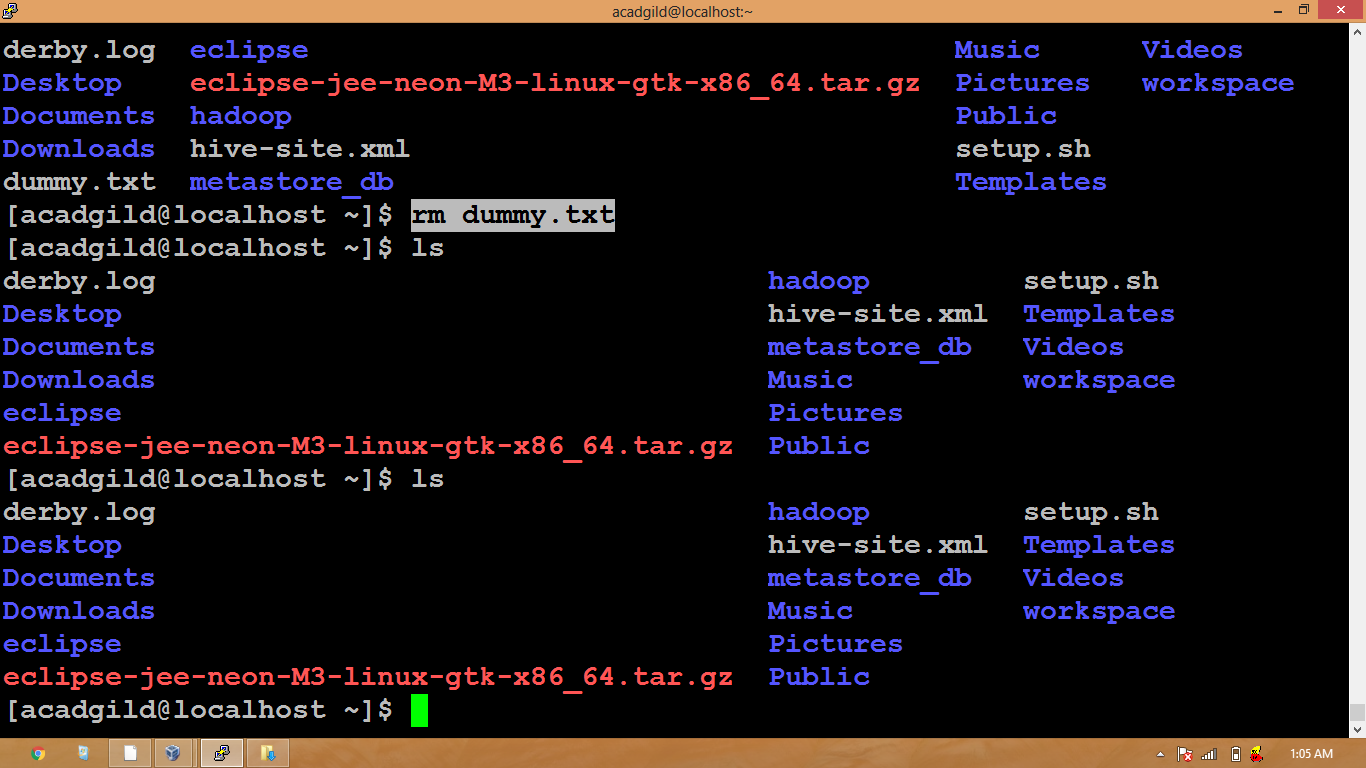 acadgild@localhost:~
derby.log eclipse Music Videos
Desktop eclipse-jee-neon-M3-linux-gtk-x86_64.tar.gz Pictures workspace
Documents hadoop Public
Downloads hive-site.xml setup.sh
dummy.txt metastore_db Templates
[acadgild@localhost ~]$ rm dummy.txt
[acadgild@localhost ~]$ ls
derby.log hadoop setup.sh
Desktop hive-site.xml Templates
Documents metastore_db Videos
Downloads Music workspace
eclipse Pictures
eclipse-jee-neon-M3-linux-gtk-x86_64.tar.gz Public
[acadgild@localhost ~]$ ls
derby.log hadoop setup.sh
Desktop hive-site.xml Templates
Documents metastore_db Videos
Downloads Music workspace
eclipse Pictures
eclipse-jee-neon-M3-linux-gtk-x86_64.tar.gz Public
[acadgild@localhost ~]$
1:05 AM